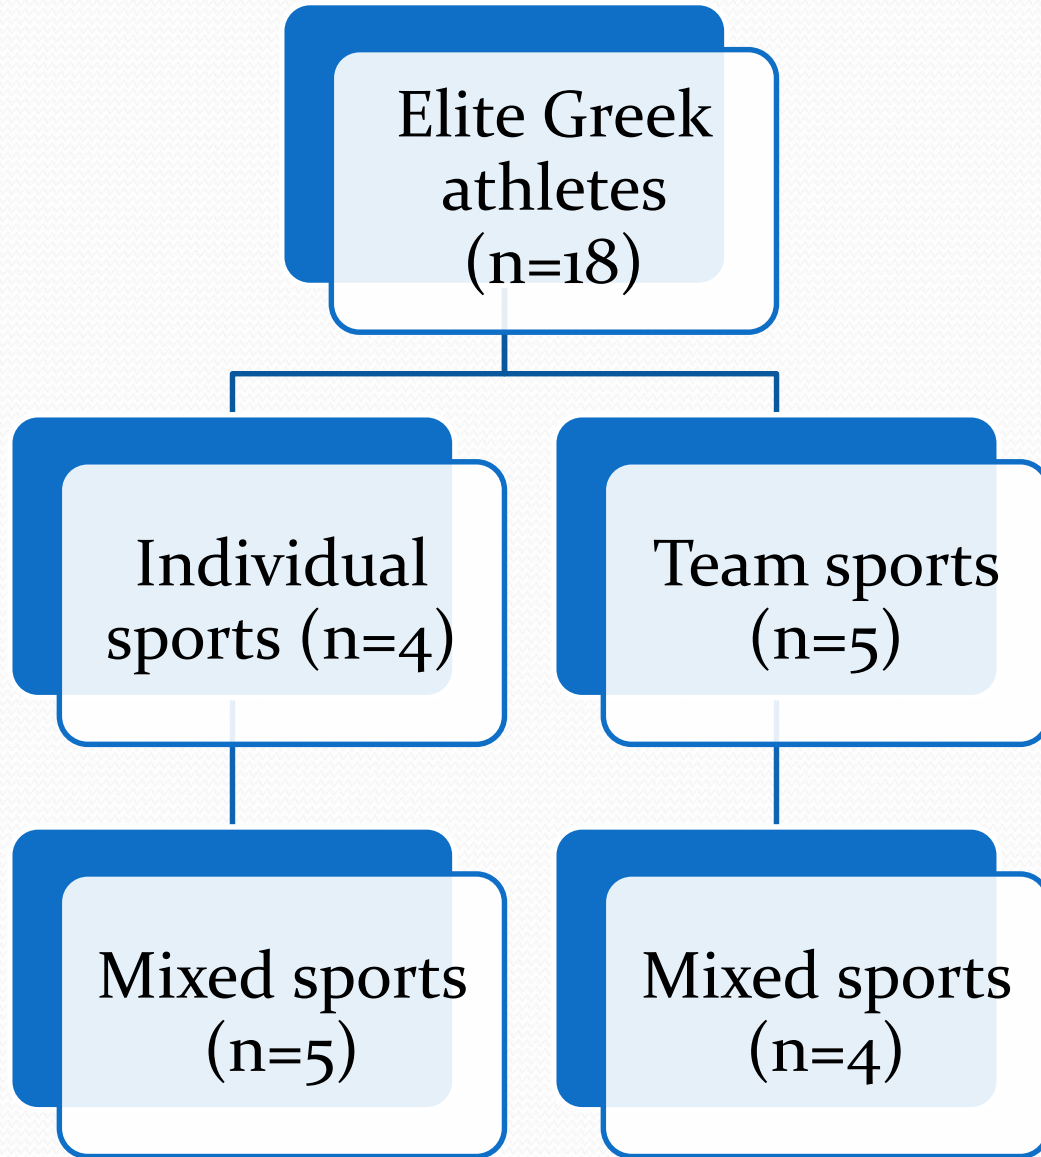 Elite Greek
athletes
(n=18)
Individual
sports (n=4)
Team sports
(n=5)
Mixed sports
(n=5)
Mixed sports
(n=4)